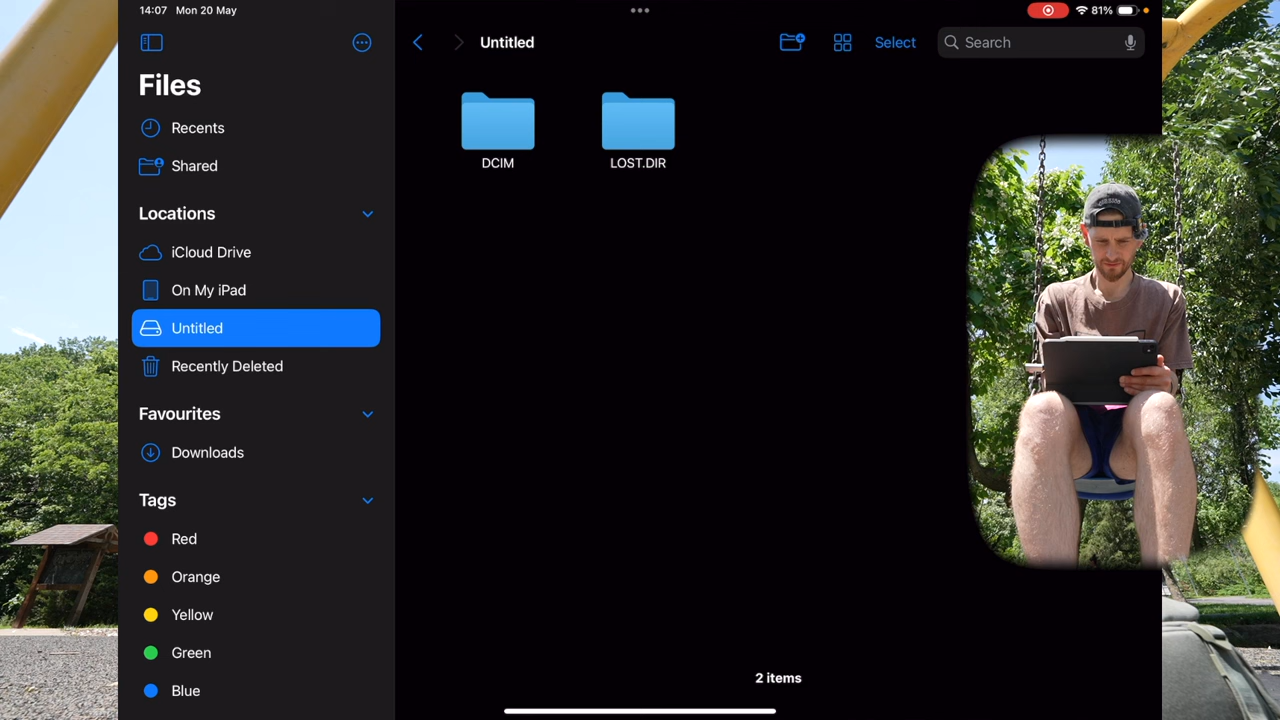 14:07 Mon 20 May
81%
Files
Recents
Shared
Locations
iCloud Drive
On My iPad
Untitled
Recently Deleted
Favourites
Downloads
Tags
Red
Orange
Yellow
Green
Blue
Untitled
Select
Search
DCIM
LOST.DIR
2 items